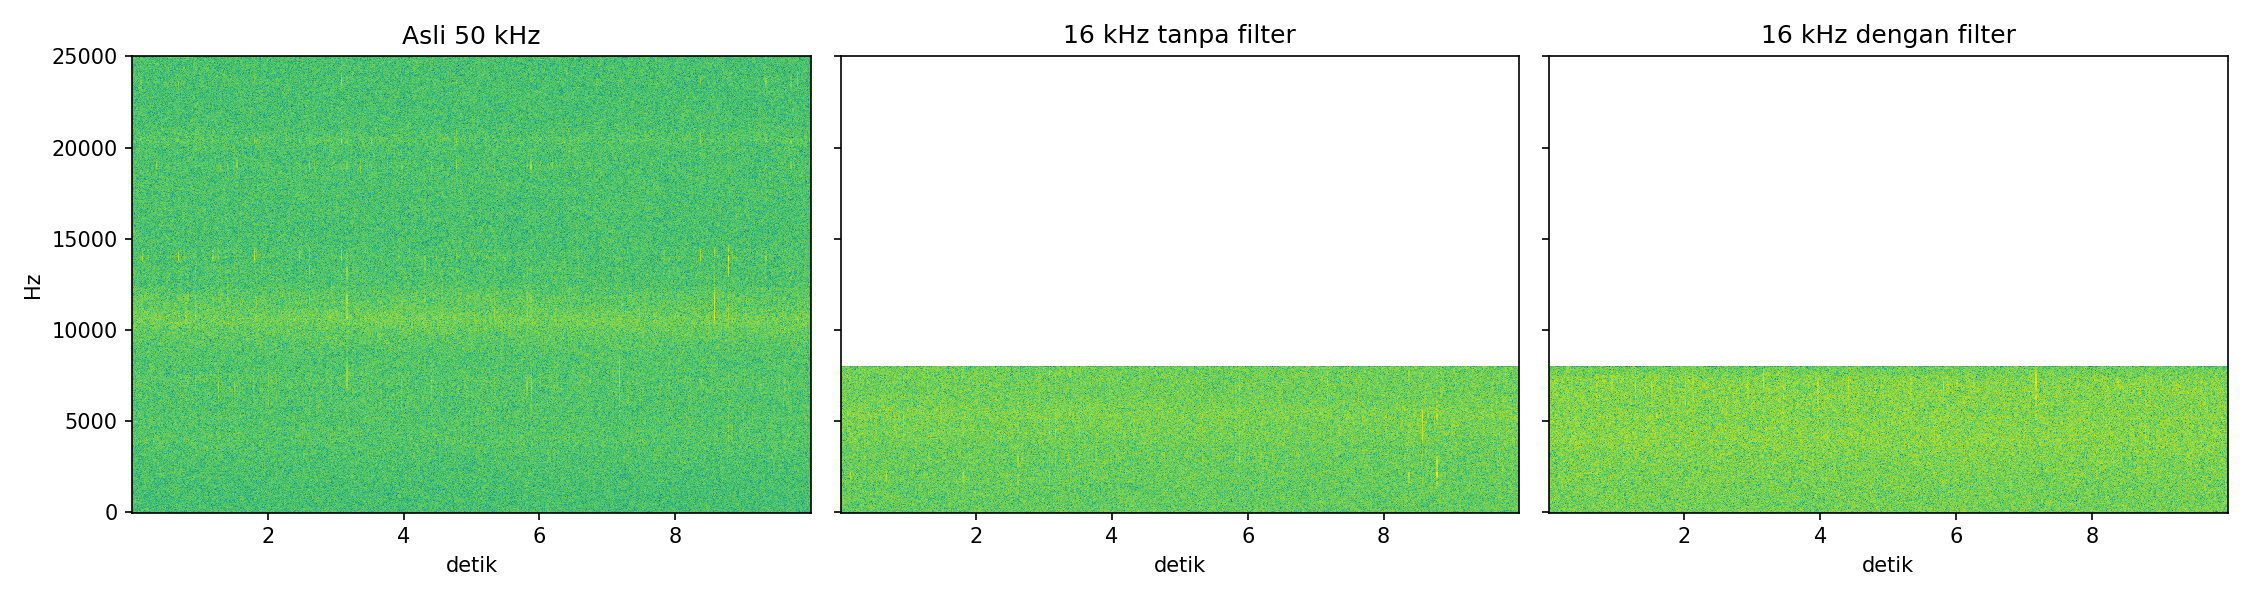 Asli 50 kHz
16 kHz tanpa filter
16 kHz dengan filter
25000
20000
15000
10000
5000
0
Hz
2 4 6 8
2 4 6 8
2 4 6 8
detik
detik
detik